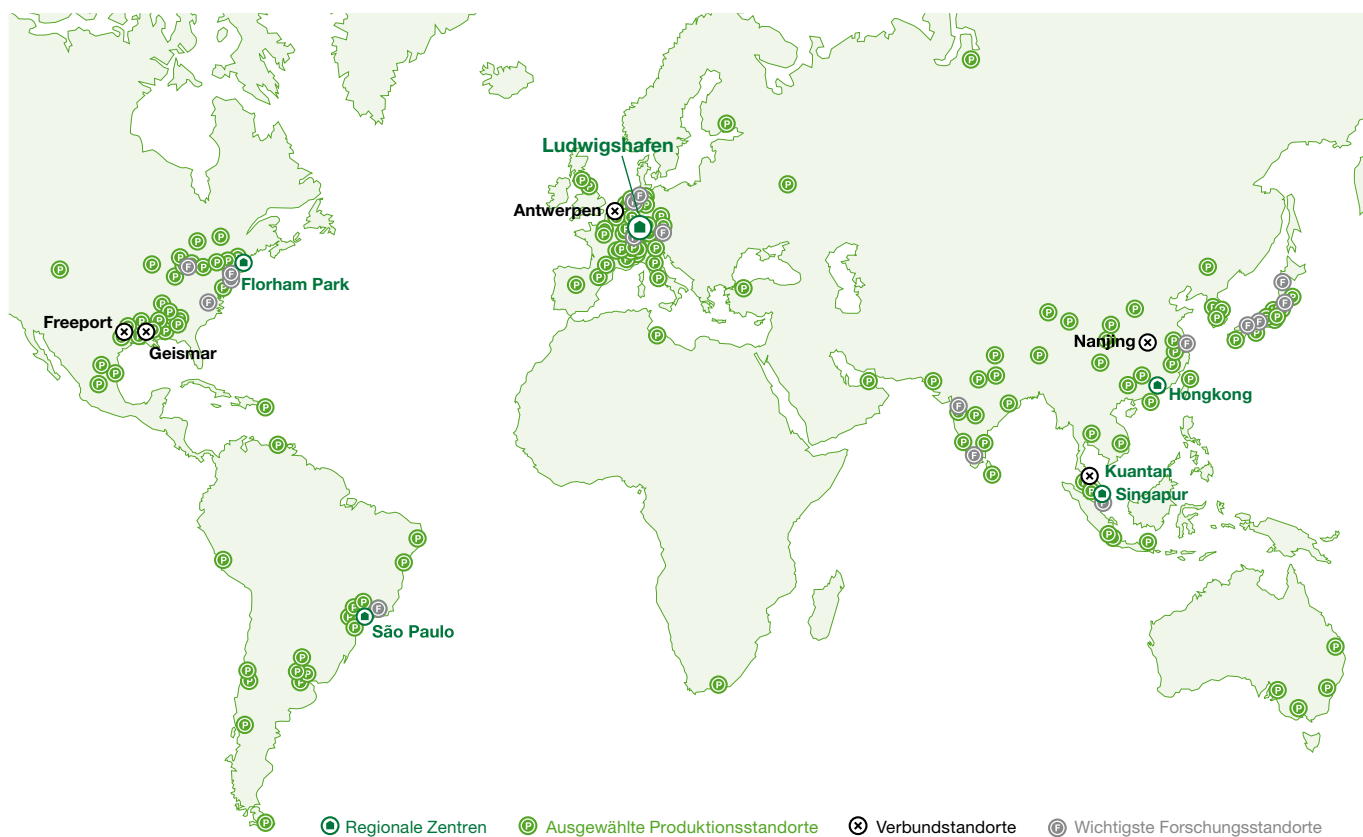 Ludwigshafen
Antwerpen
Florham Park
Freeport
Geismar
Nanjing
Hongkong
Kuantan
Singapur
São Paulo
Regionale Zentren
Ausgewählte Produktionsstandorte
Verbundstandorte
Wichtigste Forschungsstandorte